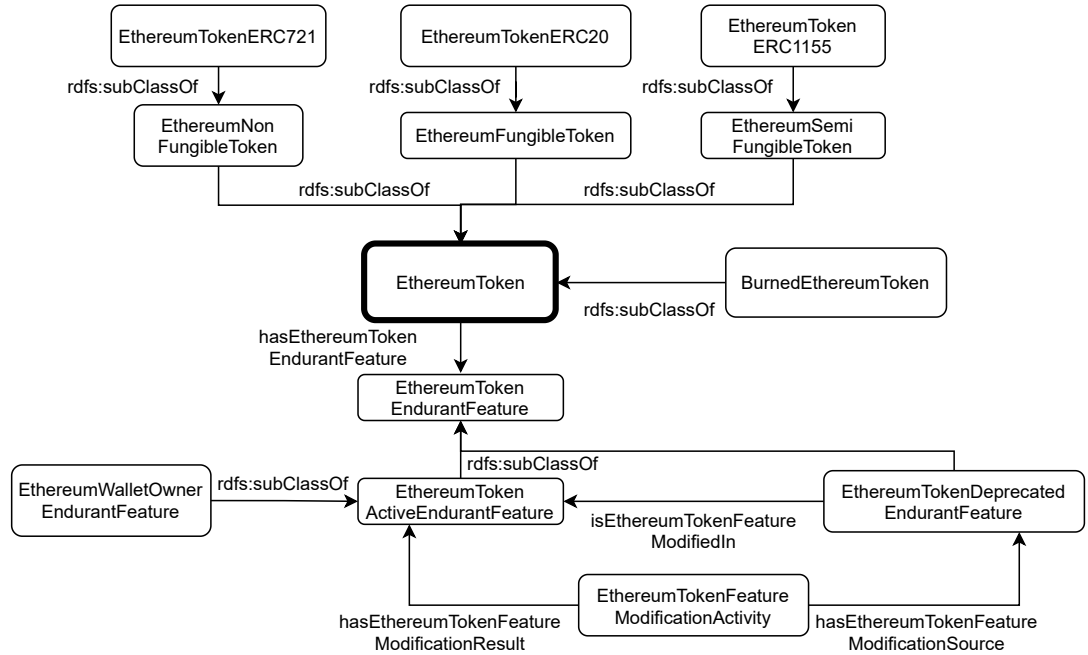 EthereumTokenERC721
EthereumTokenERC20
EthereumToken
ERC1155
rdfs:subClassOf
rdfs:subClassOf
rdfs:subClassOf
EthereumNon
FungibleToken
EthereumFungibleToken
EthereumSemi
FungibleToken
rdfs:subClassOf
rdfs:subClassOf
EthereumToken
BurnedEthereumToken
rdfs:subClassOf
hasEthereumToken
EndurantFeature
EthereumToken
EndurantFeature
rdfs:subClassOf
EthereumWalletOwner
EndurantFeature
rdfs:subClassOf
EthereumToken
ActiveEndurantFeature
EthereumTokenDeprecated
EndurantFeature
isEthereumTokenFeature
ModifiedIn
EthereumTokenFeature
ModificationActivity
hasEthereumTokenFeature
ModificationResult
hasEthereumTokenFeature
ModificationSource